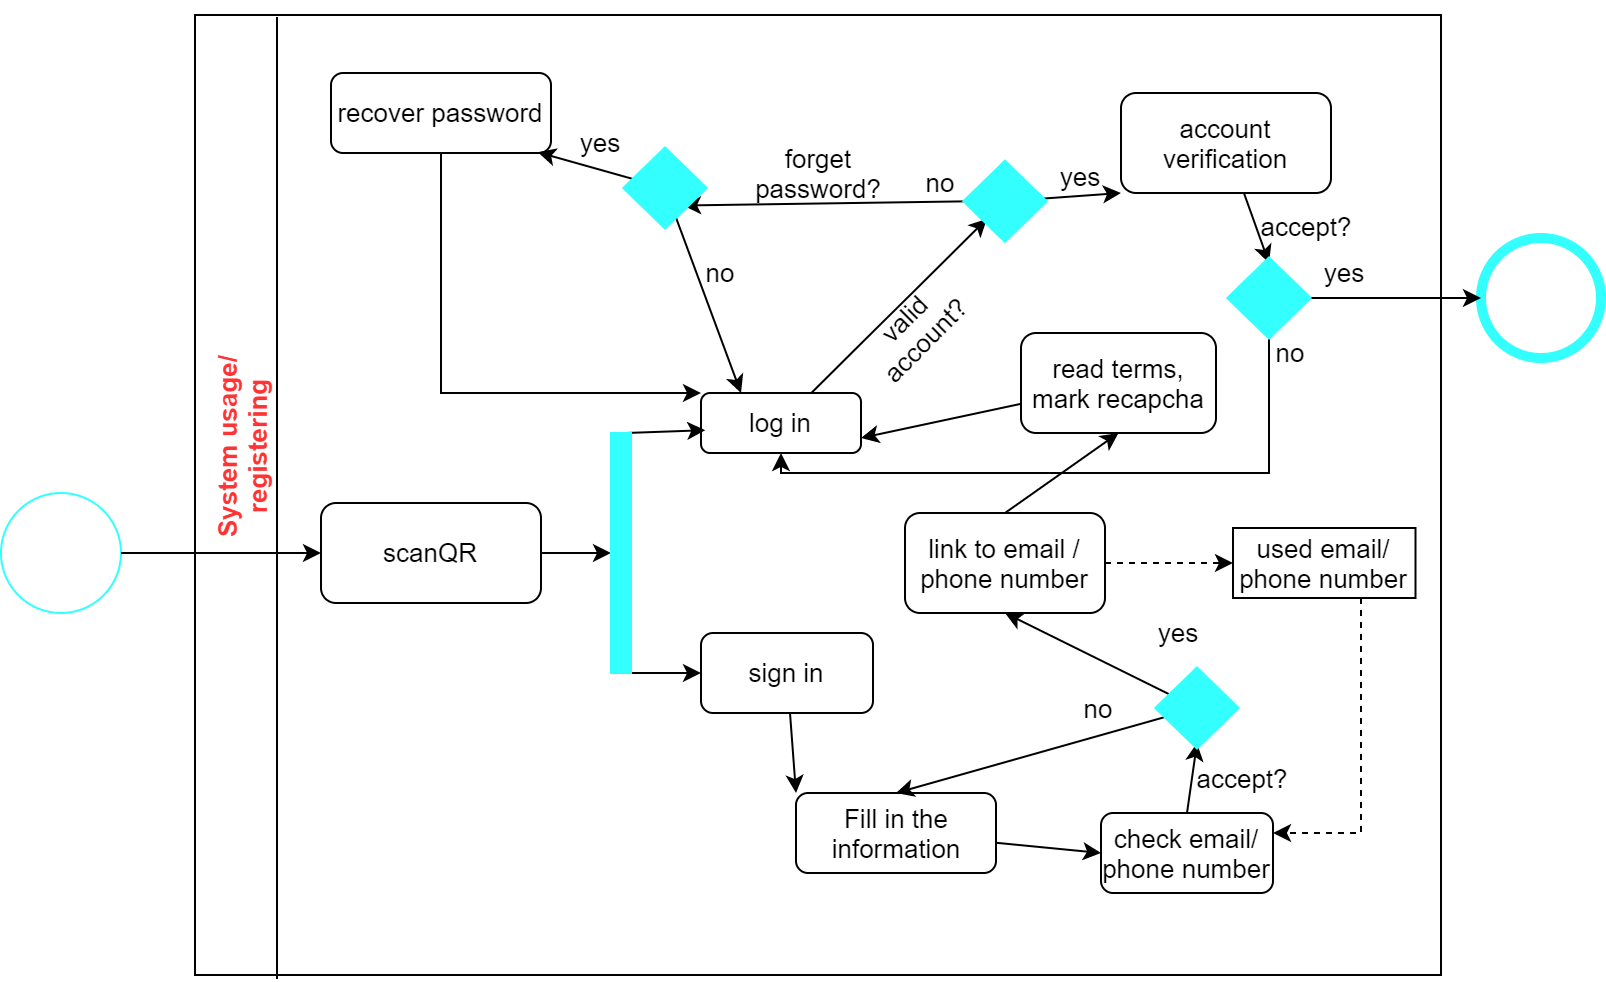 System usage/
registering
recover password
yes
forget
password?
no
yes
account
verification
accept?
yes
no
no
valid
account?
read terms,
mark recapcha
log in
scanQR
link to email /
phone number
used email/
phone number
yes
sign in
no
accept?
Fill in the
information
check email/
phone number